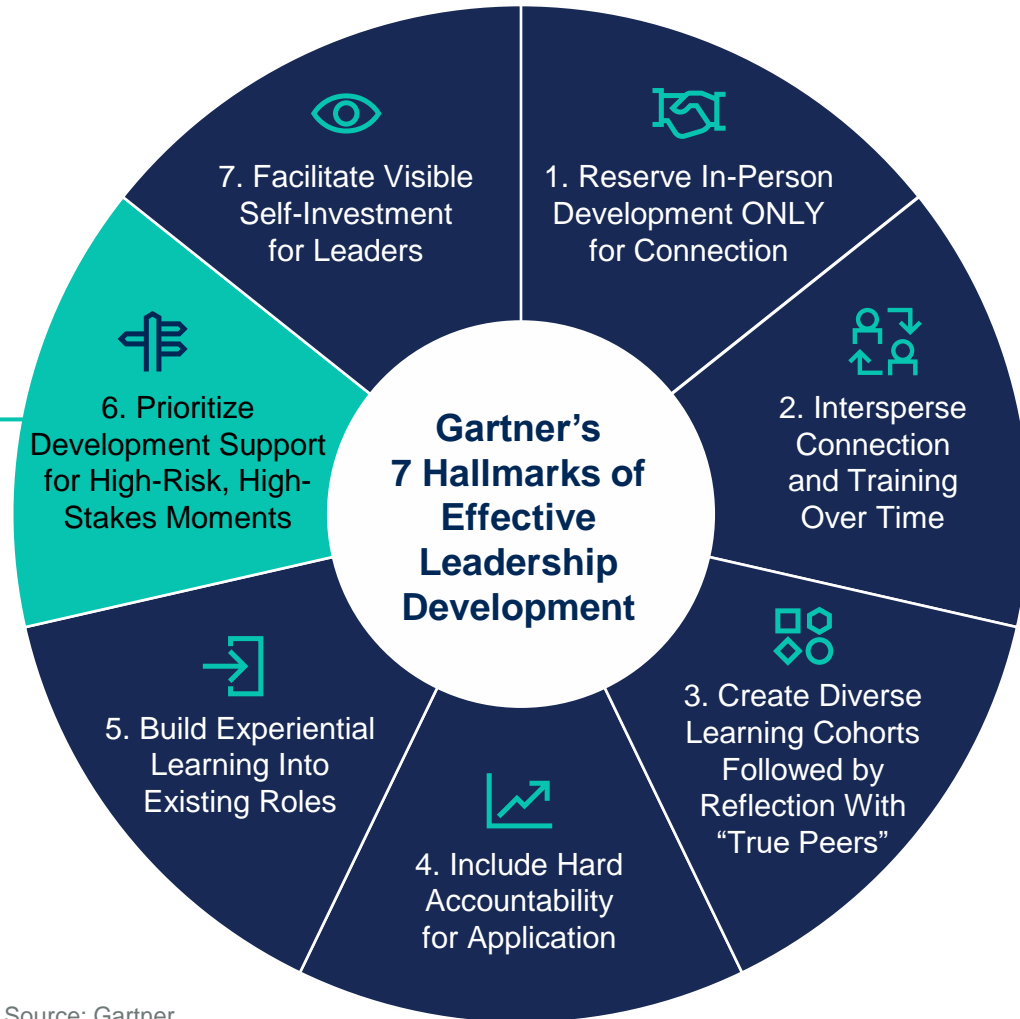 Gartner's
7 Hallmarks of
Effective
Leadership
Development
1. Reserve In-Person
Development ONLY
for Connection
2. Intersperse
Connection
and Training
Over Time
3. Create Diverse
Learning Cohorts
Followed by
Reflection With
“True Peers”
4. Include Hard
Accountability
for Application
5. Build Experiential
Learning Into
Existing Roles
6. Prioritize
Development Support
for High-Risk, High-
Stakes Moments
7. Facilitate Visible
Self-Investment
for Leaders
Source: Gartner